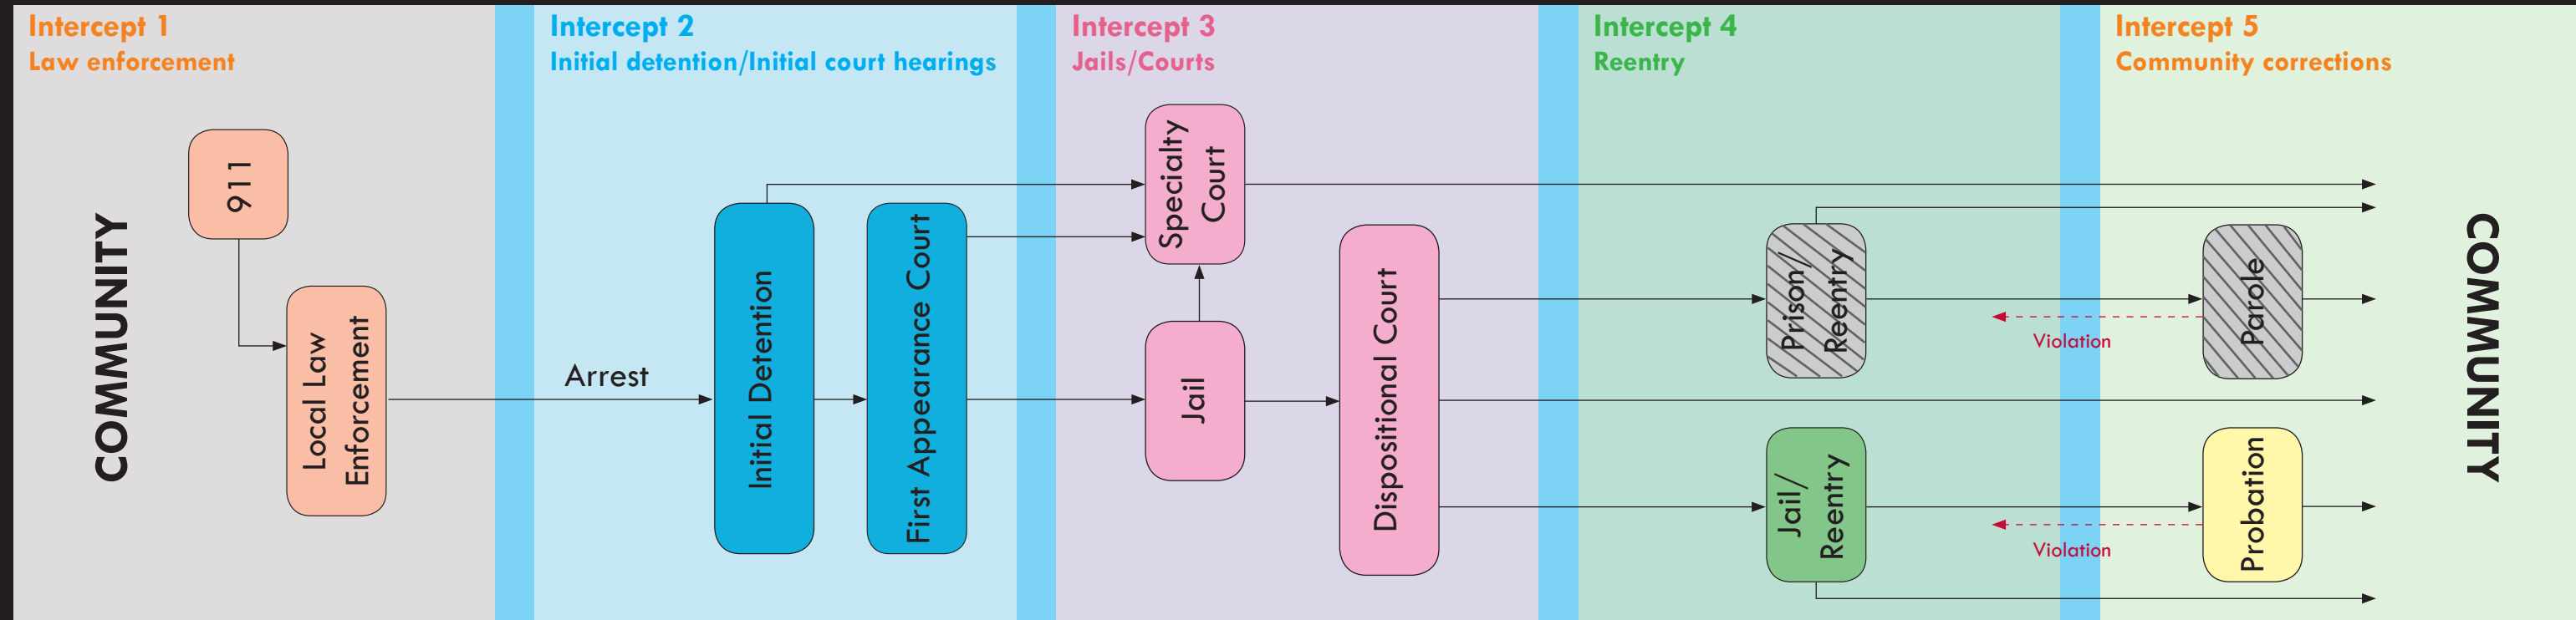 Intercept 1
Law enforcement
COMMUNITY
911
Local Law
Enforcement
Intercept 2
Initial detention/Initial court hearings
Arrest
Initial Detention
First Appearance Court
Intercept 3
Jails/Courts
Specialty
Court
Jail
Dispositional Court
Intercept 4
Reentry
Prison/
Reentry
Violation
Jail/
Reentry
Violation
Intercept 5
Community corrections
Parole
Probation
COMMUNITY